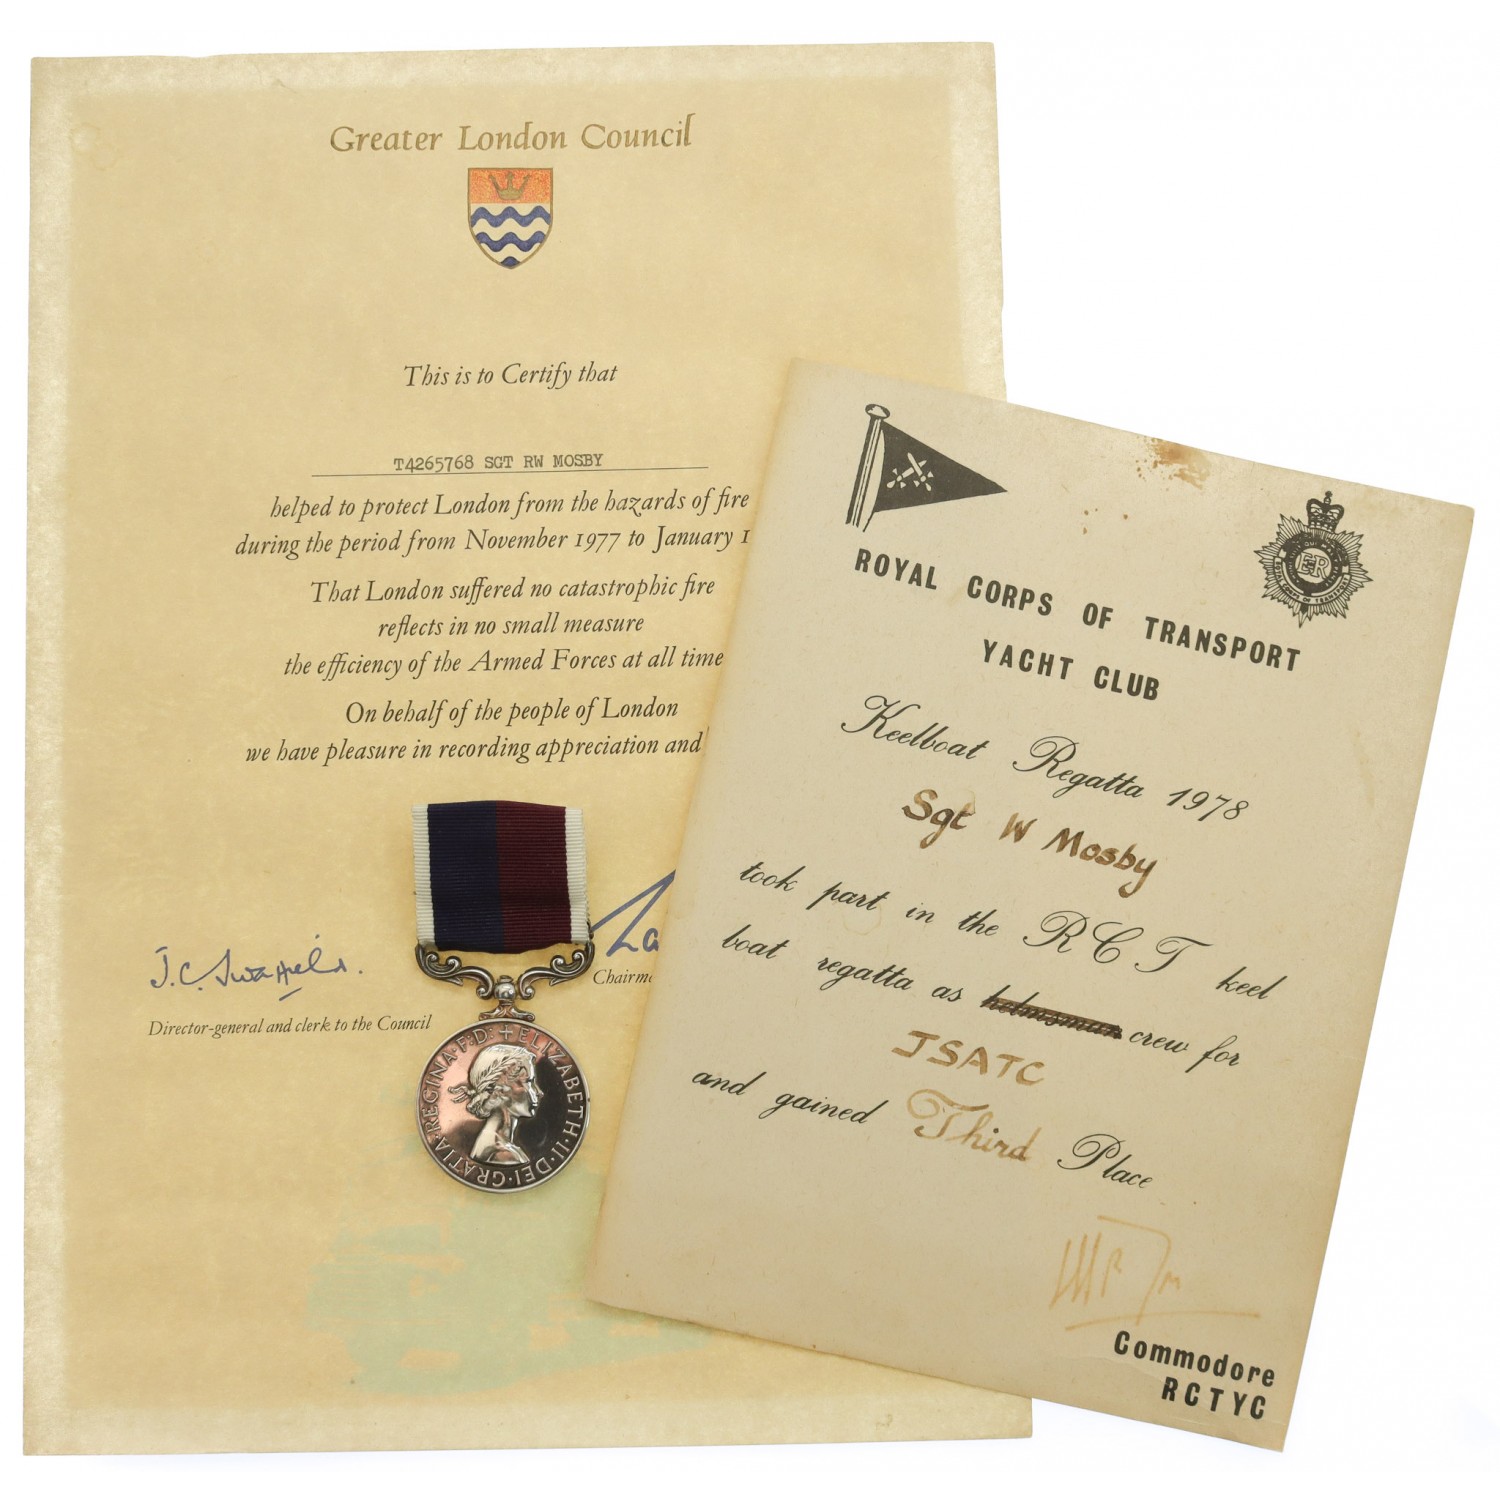 Greater London Council
This is to Certify that
T4265768 SGT RW MOSBY
helped to protect London from the hazards of fire
during the period from November 1977 to January 1
That London suffered no catastrophic fire
reflects in no small measure
the efficiency of the Armed Forces at all time
On behalf of the people of London
we have pleasure in recording appreciation and
J.C. Swaffield.
Director-general and clerk to the Council
Chairm
ELIZABETH·II·DEI·GRATIA·REGINA·F:D:+
ROYAL CORPS OF TRANSPORT
YACHT CLUB
Keelboat Regatta 1978
Sgt W Mosby
took part in the RCT keel
boat regatta as helmsman crew for
JSATC
and gained Third Place
Commodore
RCTYC